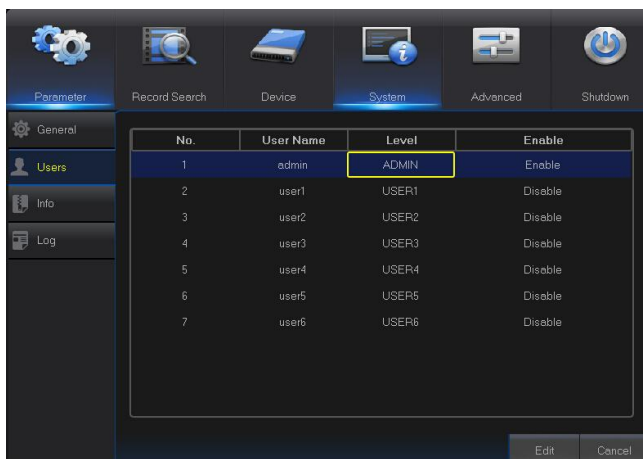 Parameter Record Search Device System Advanced Shutdown
General
Users
Info
Log
No. User Name Level Enable
1 admin ADMIN Enable
2 user1 USER1 Disable
3 user2 USER2 Disable
4 user3 USER3 Disable
5 user4 USER4 Disable
6 user5 USER5 Disable
7 user6 USER6 Disable
Edit Cancel